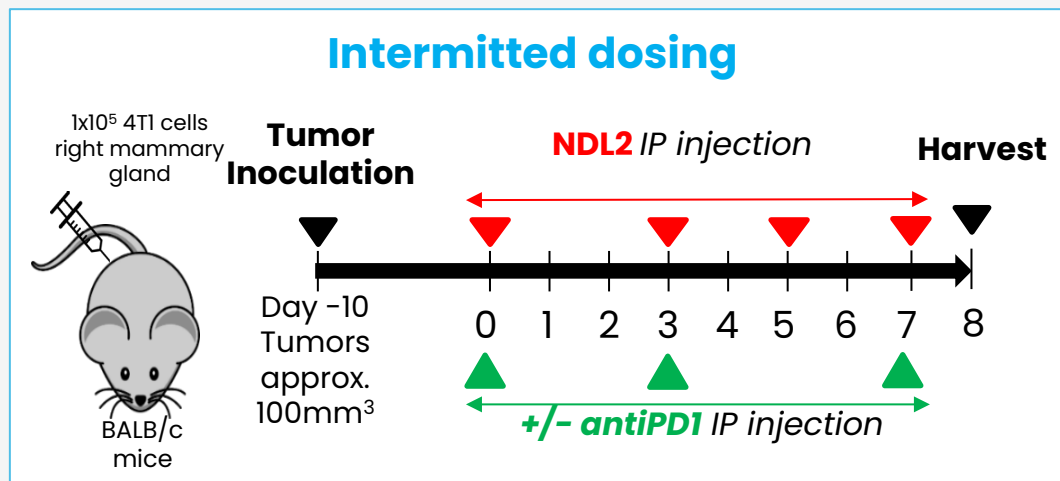 Intermitted dosing
1x10⁵ 4T1 cells
right mammary
gland
Tumor
Inoculation
NDL2 IP injection
Harvest
Day -10
Tumors
approx.
100mm³
0 1 2 3 4 5 6 7 8
+/- antiPD1 IP injection
BALB/c
mice